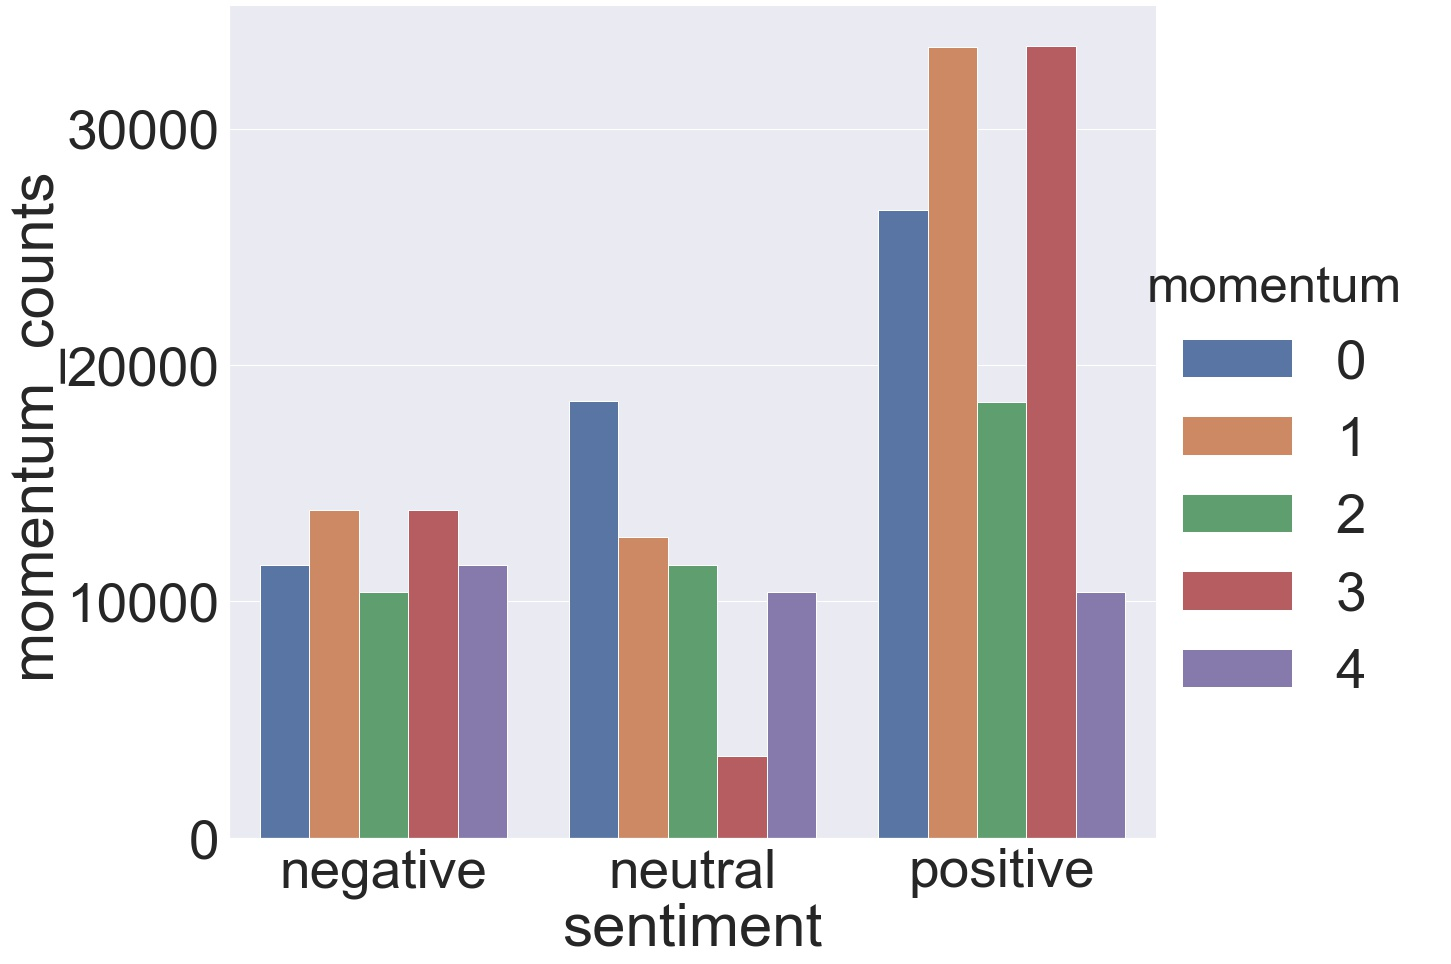 momentum_counts
30000
20000
10000
0
negative
neutral
positive
sentiment
momentum
0
1
2
3
4